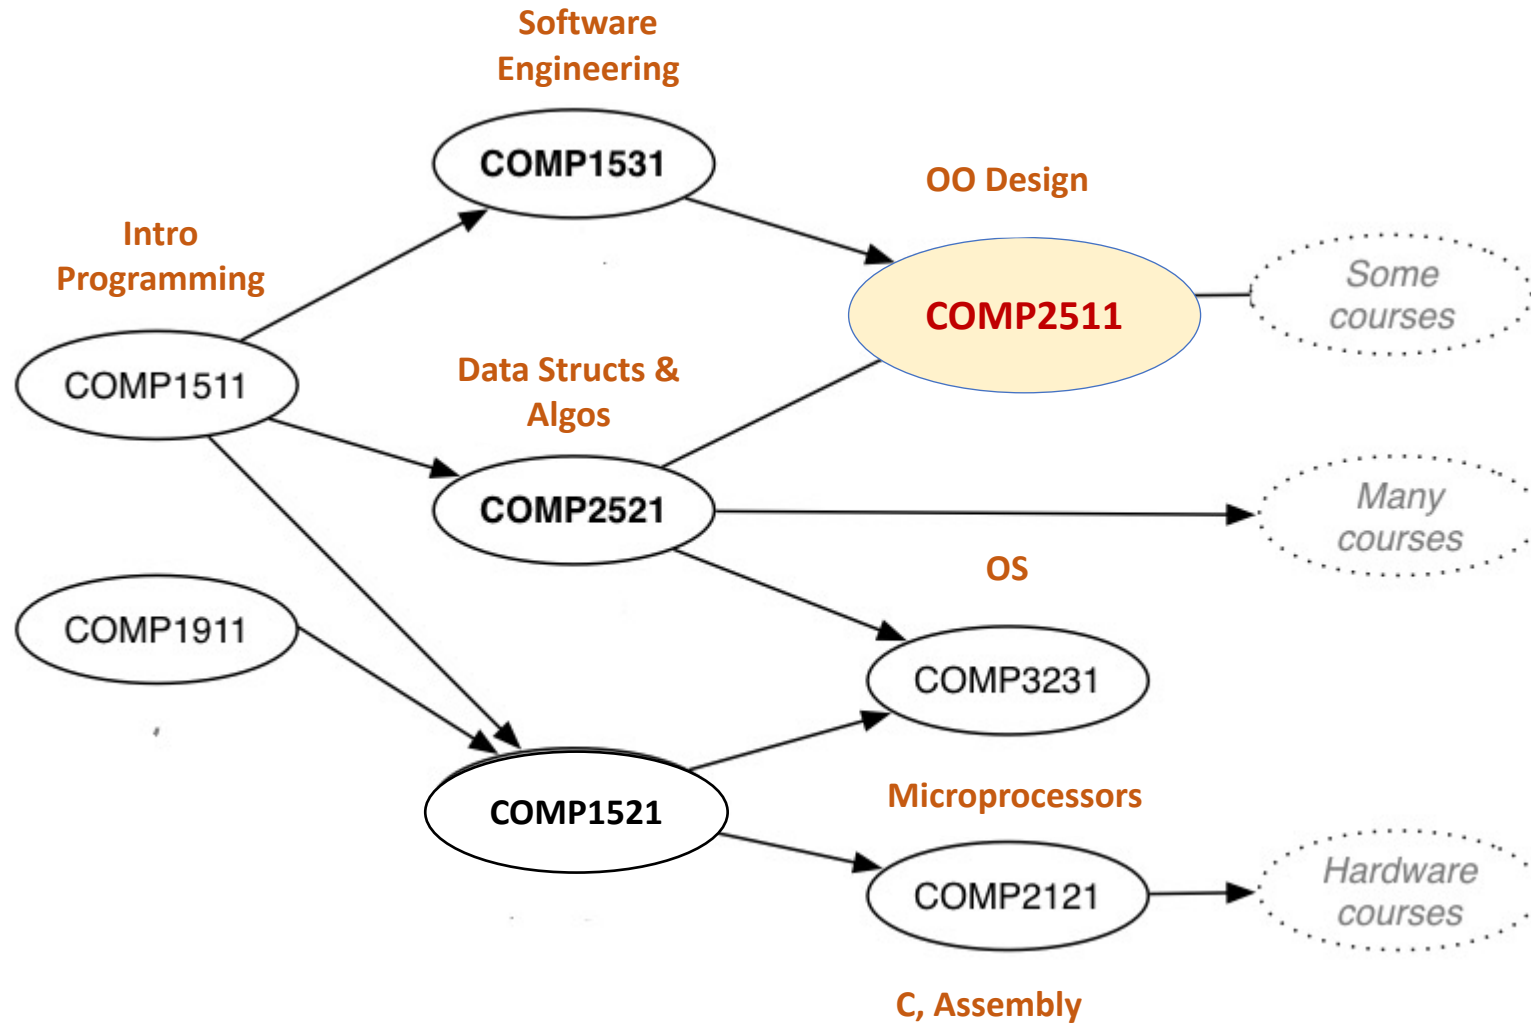 Software
Engineering
COMP1531
OO Design
Intro
Programming
COMP2511
Some
courses
COMP1511
Data Structs &
Algos
COMP2521
Many
courses
OS
COMP1911
COMP3231
Microprocessors
COMP1521
COMP2121
Hardware
courses
C, Assembly